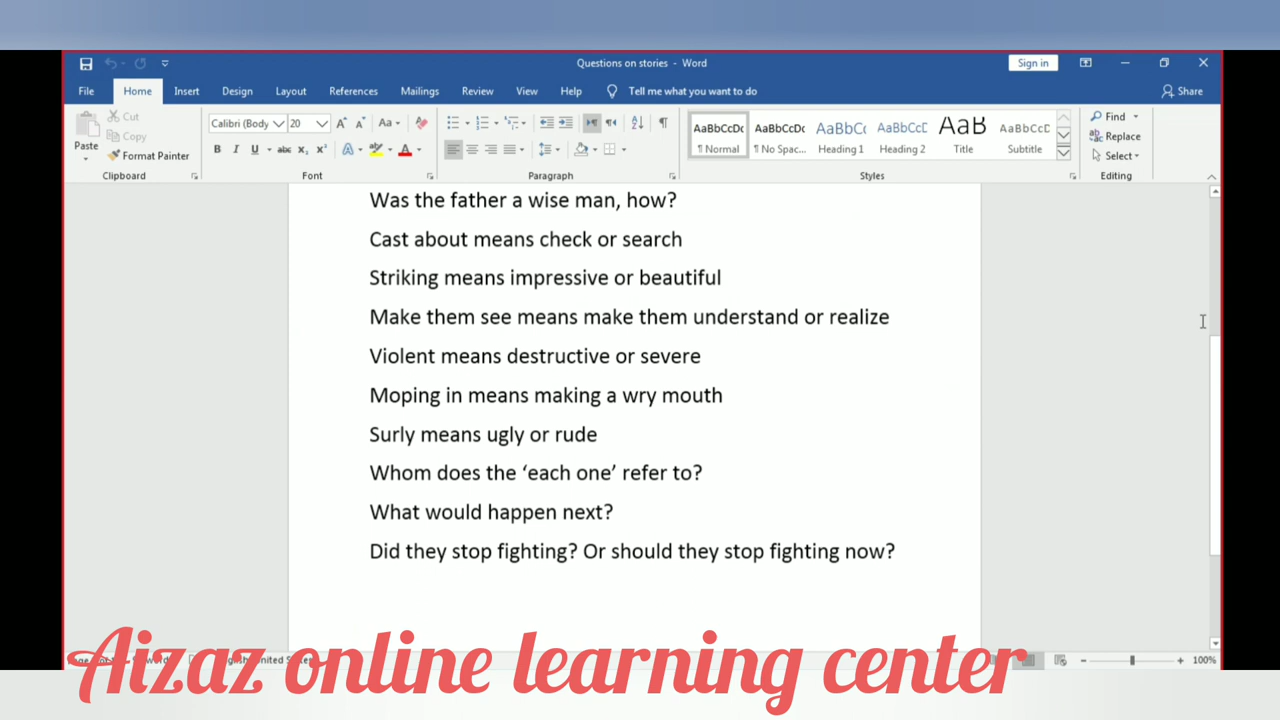 Questions on stories - Word
Sign in
File Home Insert Design Layout References Mailings Review View Help Tell me what you want to do Share
Paste
Cut
Copy
Format Painter
Calibri (Body 20
AaBbCcDc AaBbCcDc AaBbCc AaBbCcD AaB AaBbCcD
¶ Normal ¶ No Spac... Heading 1 Heading 2 Title Subtitle
Find
Replace
Select
Clipboard Font Paragraph Styles Editing
Was the father a wise man, how?
Cast about means check or search
Striking means impressive or beautiful
Make them see means make them understand or realize
Violent means destructive or severe
Moping in means making a wry mouth
Surly means ugly or rude
Whom does the ‘each one’ refer to?
What would happen next?
Did they stop fighting? Or should they stop fighting now?
100%
Aizaz online learning center